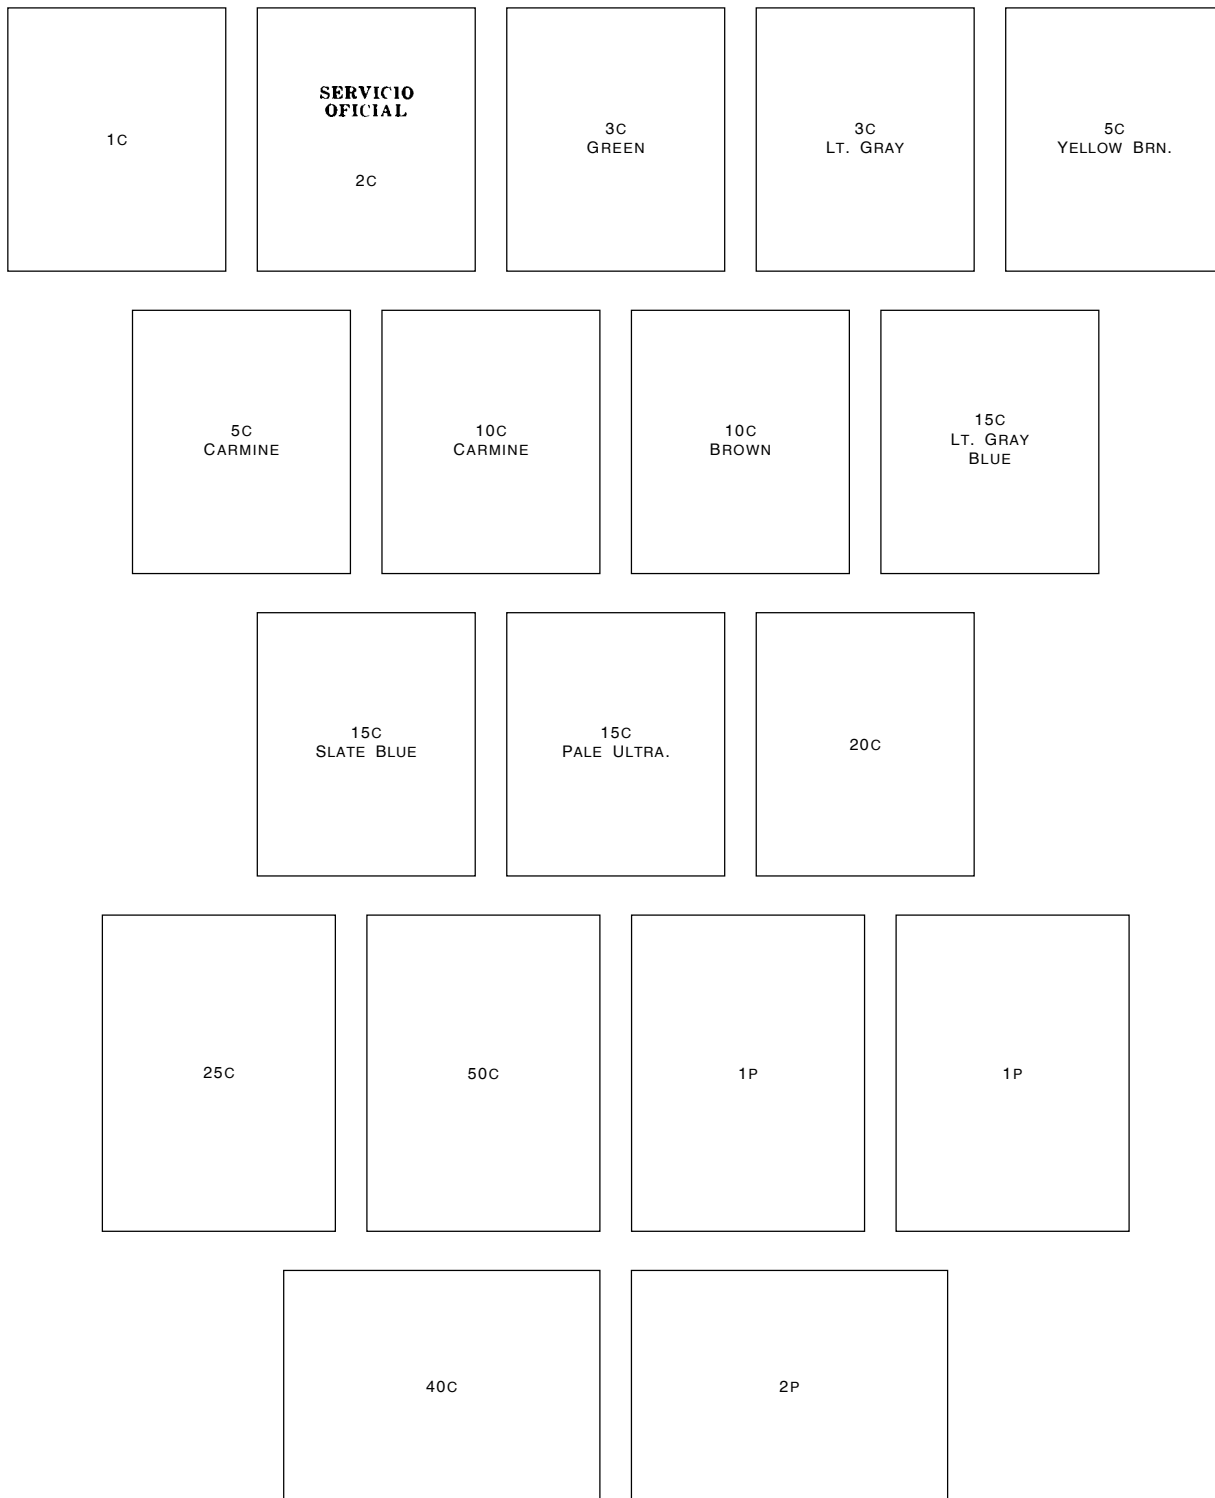 1C
SERVICIO
OFICIAL
2C
3C
GREEN
3C
LT. GRAY
5C
YELLOW BRN.
5C
CARMINE
10C
CARMINE
10C
BROWN
15C
LT. GRAY
BLUE
15C
SLATE BLUE
15C
PALE ULTRA.
20C
25C
50C
1P
1P
40C
2P